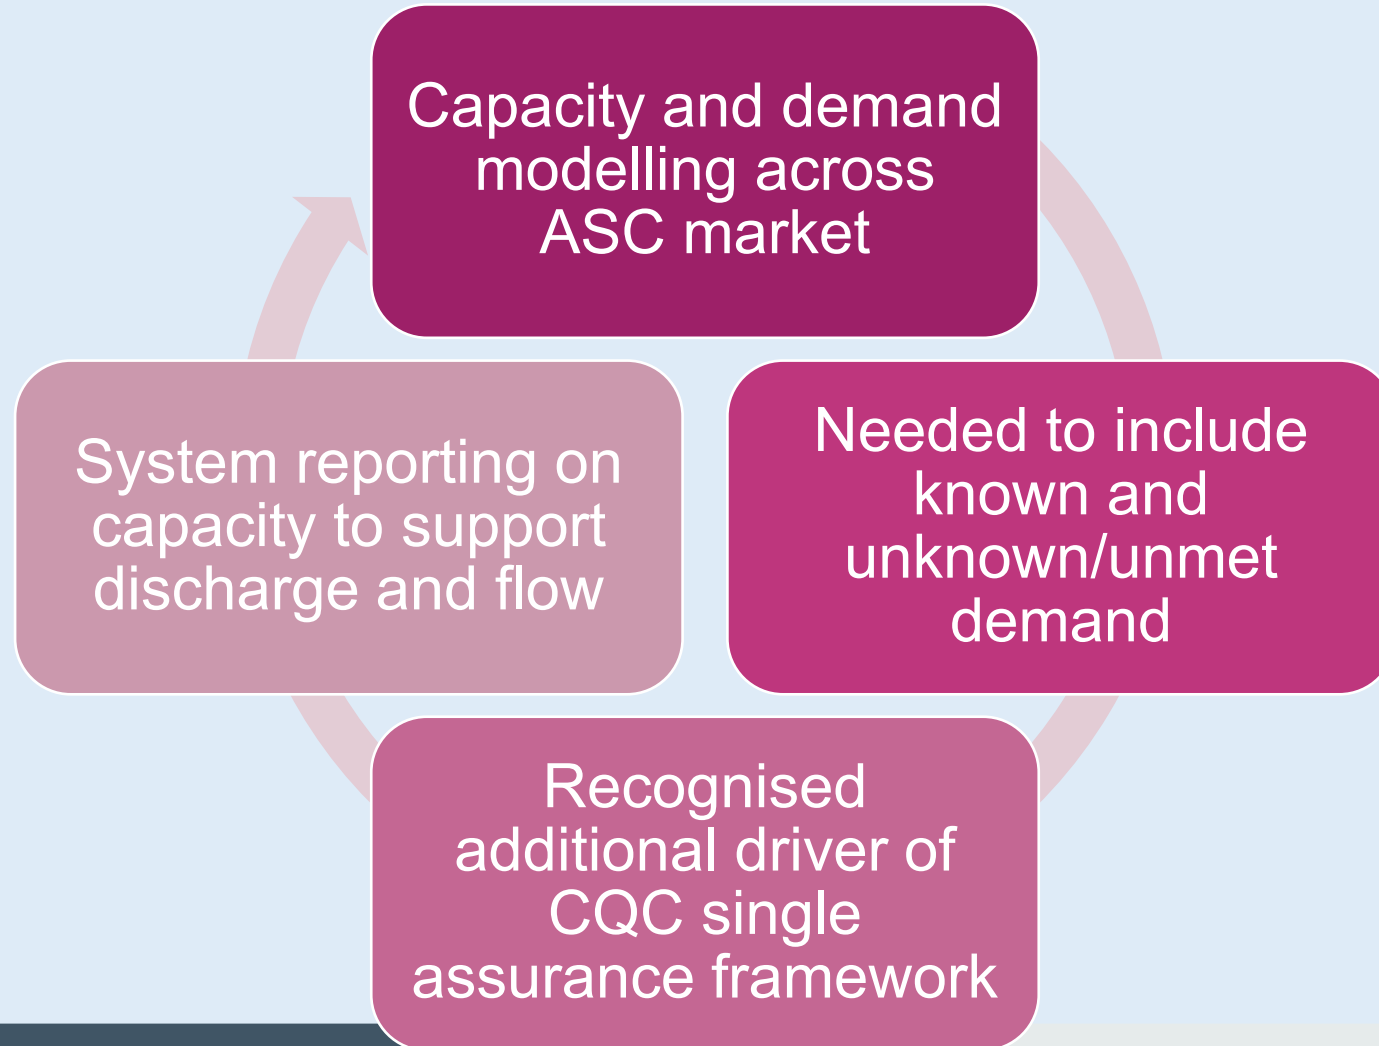 Capacity and demand
modelling across
ASC market
Needed to include
known and
unknown/unmet
demand
Recognised
additional driver of
CQC single
assurance framework
System reporting on
capacity to support
discharge and flow